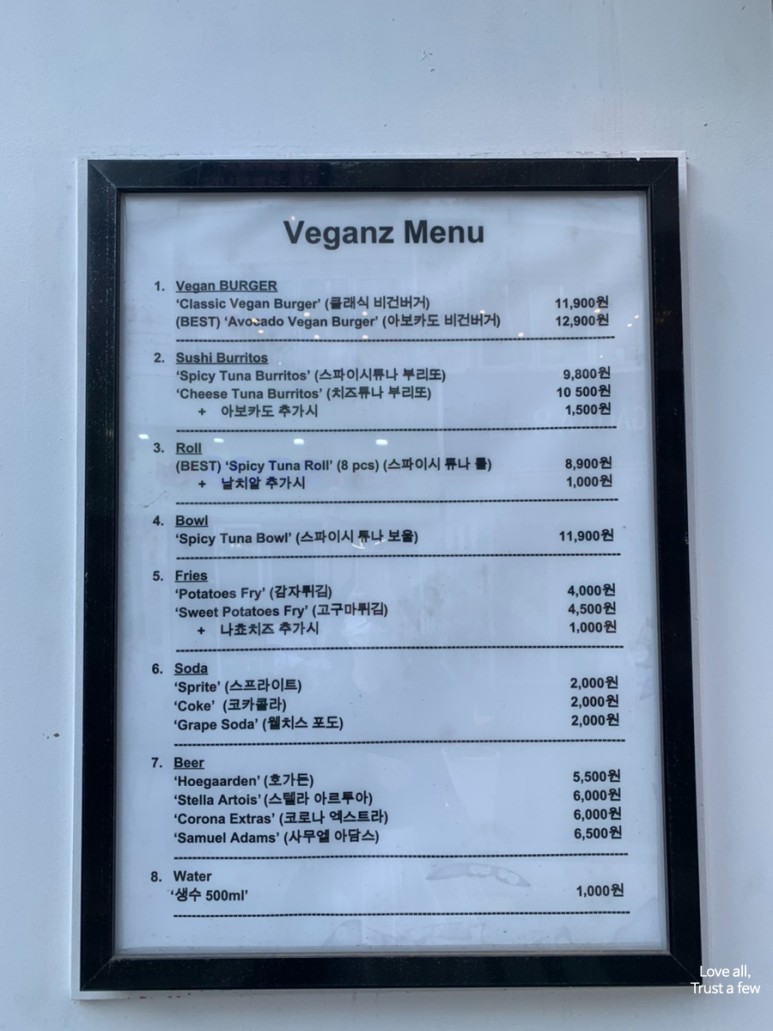 Veganz Menu
1. Vegan BURGER
‘Classic Vegan Burger’ (클래식 비건버거) 11,900원
(BEST) ‘Avocado Vegan Burger’ (아보카도 비건버거) 12,900원
2. Sushi Burritos
‘Spicy Tuna Burritos’ (스파이시튜나 부리또) 9,800원
‘Cheese Tuna Burritos’ (치즈튜나 부리또) 10 500원
+ 아보카도 추가시 1,500원
3. Roll
(BEST) ‘Spicy Tuna Roll’ (8 pcs) (스파이시 튜나 롤) 8,900원
+ 날치알 추가시 1,000원
4. Bowl
‘Spicy Tuna Bowl’ (스파이시 튜나 보울) 11,900원
5. Fries
‘Potatoes Fry’ (감자튀김) 4,000원
‘Sweet Potatoes Fry’ (고구마튀김) 4,500원
+ 나쵸치즈 추가시 1,000원
6. Soda
‘Sprite’ (스프라이트) 2,000원
‘Coke’ (코카콜라) 2,000원
‘Grape Soda’ (웰치스 포도) 2,000원
7. Beer
‘Hoegaarden’ (호가든) 5,500원
‘Stella Artois’ (스텔라 아르투아) 6,000원
‘Corona Extras’ (코로나 엑스트라) 6,000원
‘Samuel Adams’ (사무엘 아담스) 6,500원
8. Water
‘생수 500ml’ 1,000원
Love all,
Trust a few